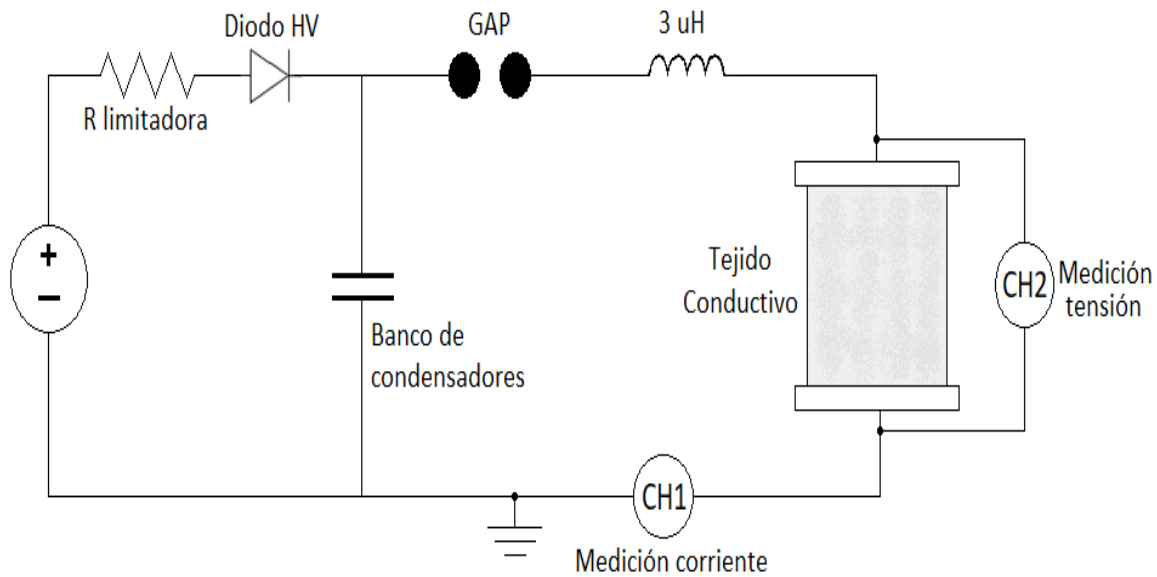 Diodo HV
GAP
3 uH
R limitadora
+
−
Banco de
condensadores
Tejido
Conductivo
CH2
Medición
tensión
CH1
Medición corriente